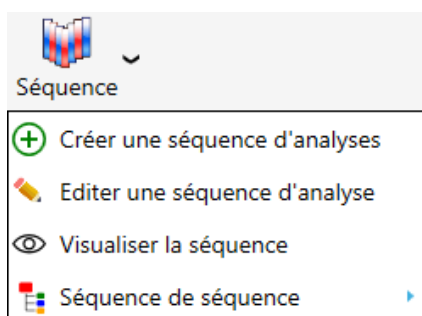 Séquence
Créer une séquence d'analyses
Editer une séquence d'analyse
Visualiser la séquence
Séquence de séquence